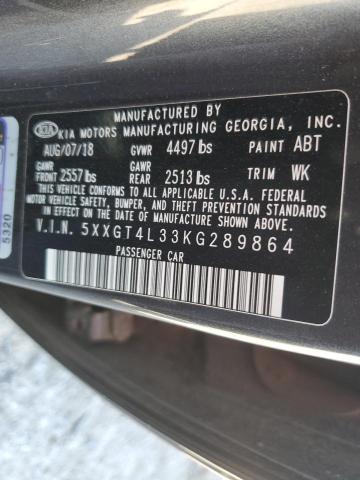 MANUFACTURED BY
KIA KIA MOTORS MANUFACTURING GEORGIA, INC.
AUG/07/18 GVWR 4497 lbs PAINT ABT
GAWR FRONT 2557 lbs GAWR REAR 2513 lbs TRIM WK
THIS VEHICLE CONFORMS TO ALL APPLICABLE U.S.A. FEDERAL
MOTOR VEHICLE SAFETY, BUMPER, AND THEFT PREVENTION STANDARDS
IN EFFECT ON THE DATE OF MANUFACTURE SHOWN ABOVE.
V.I.N. 5XXGT4L33KG289864
PASSENGER CAR
5320